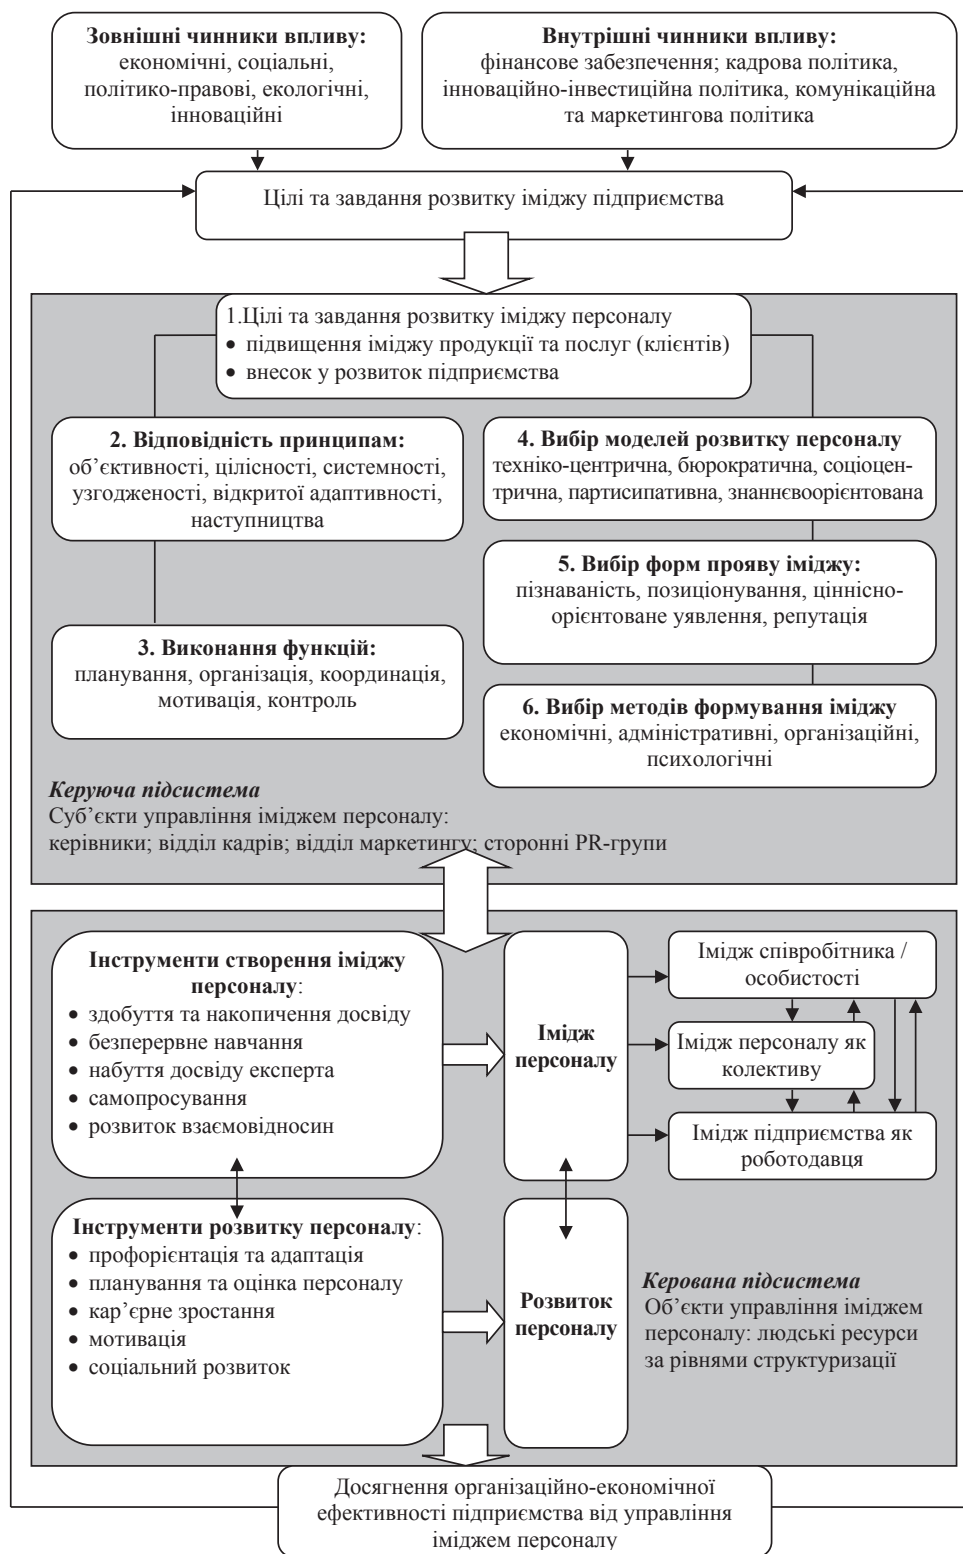 Зовнішні чинники впливу:
економічні, соціальні,
політико-правові, екологічні,
інноваційні
Внутрішні чинники впливу:
фінансове забезпечення; кадрова політика,
інноваційно-інвестиційна політика, комунікаційна
та маркетингова політика
Цілі та завдання розвитку іміджу підприємства
1.Цілі та завдання розвитку іміджу персоналу
• підвищення іміджу продукції та послуг (клієнтів)
• внесок у розвиток підприємства
2. Відповідність принципам:
об’єктивності, цілісності, системності,
узгодженості, відкритої адаптивності,
наступництва
3. Виконання функцій:
планування, організація, координація,
мотивація, контроль
4. Вибір моделей розвитку персоналу
техніко-центрична, бюрократична, соціоцен-
трична, партисипативна, знаннєвоорієнтована
5. Вибір форм прояву іміджу:
пізнаваність, позиціонування, ціннісно-
орієнтоване уявлення, репутація
6. Вибір методів формування іміджу
економічні, адміністративні, організаційні,
психологічні
Керуюча підсистема
Суб’єкти управління іміджем персоналу:
керівники; відділ кадрів; відділ маркетингу; сторонні PR-групи
Інструменти створення іміджу
персоналу:
• здобуття та накопичення досвіду
• безперервне навчання
• набуття досвіду експерта
• самопросування
• розвиток взаємовідносин
Імідж
персоналу
Імідж співробітника /
особистості
Імідж персоналу як
колективу
Імідж підприємства як
роботодавця
Інструменти розвитку персоналу:
• профорієнтація та адаптація
• планування та оцінка персоналу
• кар’єрне зростання
• мотивація
• соціальний розвиток
Розвиток
персоналу
Керована підсистема
Об’єкти управління іміджем
персоналу: людські ресурси
за рівнями структуризації
Досягнення організаційно-економічної
ефективності підприємства від управління
іміджем персоналу